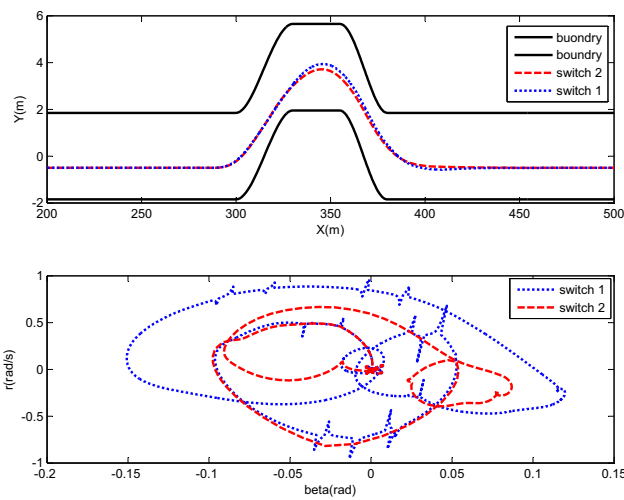 6
4
2
0
-2
Y(m)
buondry
boundry
switch 2
switch 1
200
250
300
350
400
450
500
X(m)
1
0.5
0
-0.5
-1
r(rad/s)
switch 1
switch 2
-0.2
-0.15
-0.1
-0.05
0
0.05
0.1
0.15
beta(rad)